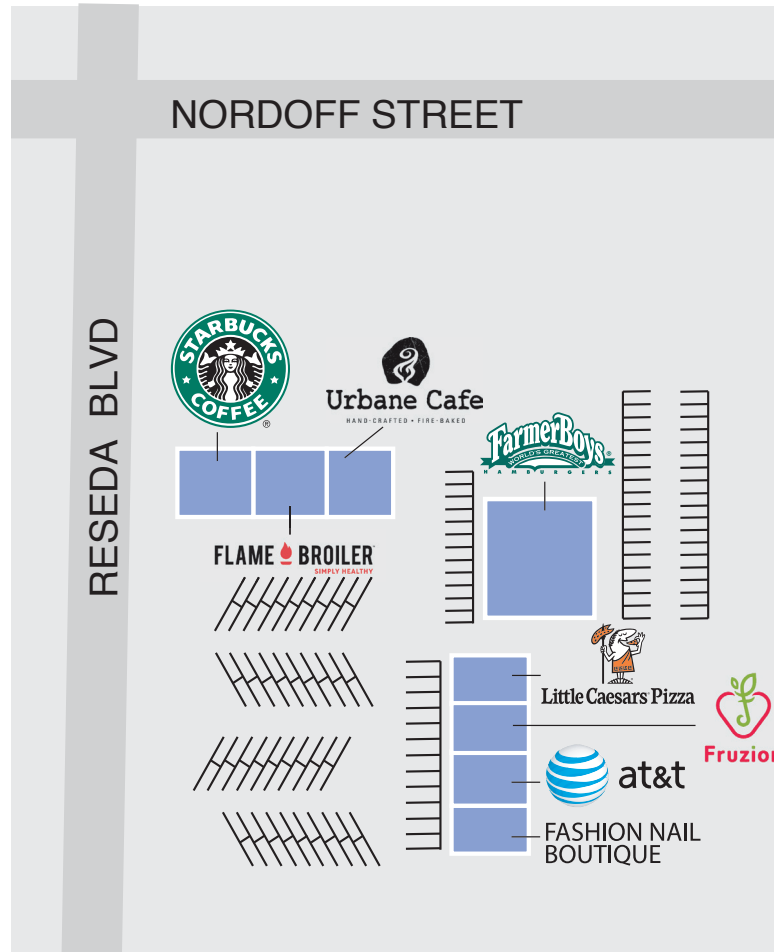 NORDOFF STREET
RESEDA BLVD
STARBUCKS
COFFEE
®
Urbane Cafe
HAND-CRAFTED • FIRE-BAKED
FarmerBoys®
WORLD'S GREATEST
HAMBURGERS
FLAME BROILER
SIMPLY HEALTHY
Little Caesars Pizza
Fruzion
at&t
FASHION NAIL
BOUTIQUE